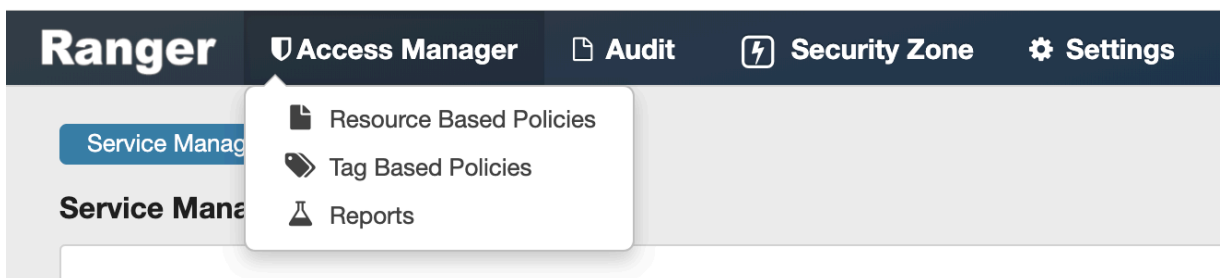 Ranger Access Manager Audit Security Zone Settings
Resource Based Policies
Service Manag
Tag Based Policies
Service Mana
Reports